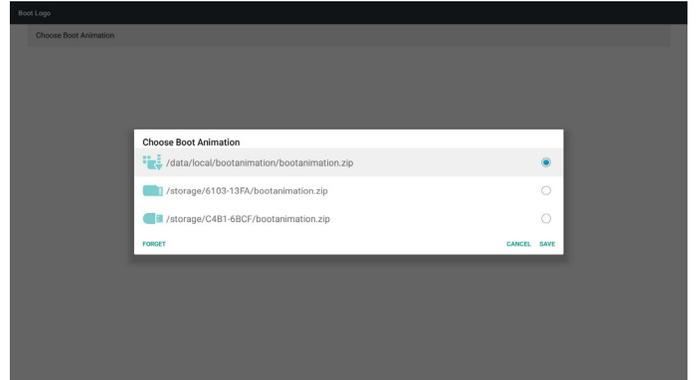 Boot Logo
Choose Boot Animation
Choose Boot Animation
/data/local/bootanimation/bootanimation.zip
/storage/6103-13FA/bootanimation.zip
/storage/C4B1-6BCF/bootanimation.zip
FORGET CANCEL SAVE